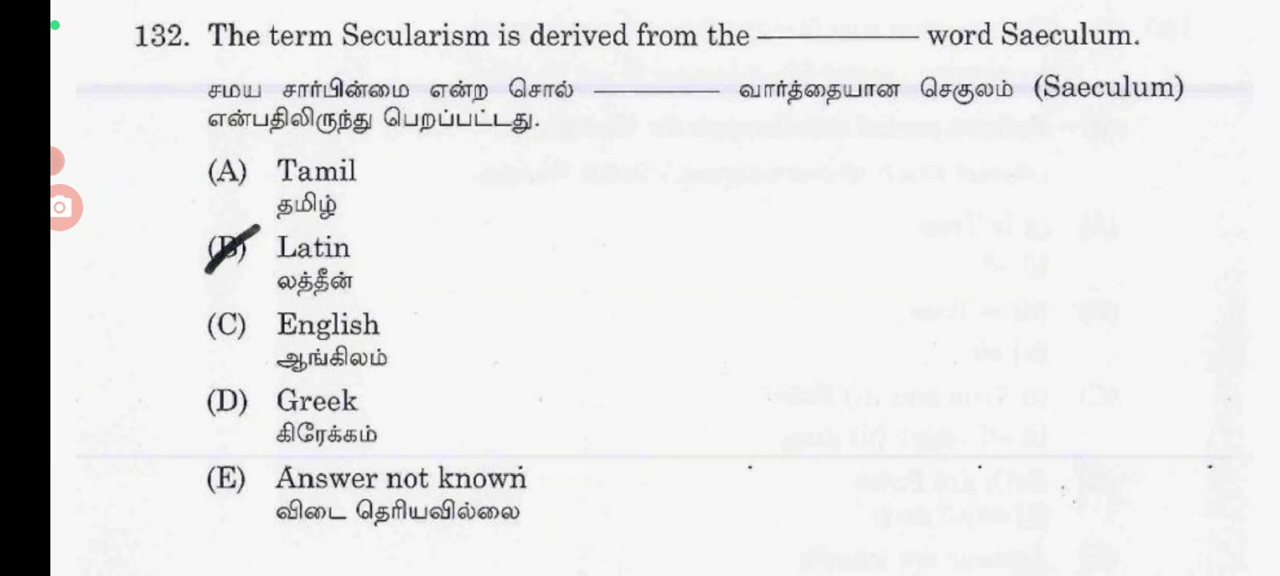 132. The term Secularism is derived from the ———— word Saeculum.
சமய சார்பின்மை என்ற சொல் ———— வார்த்தையான செகுலம் (Saeculum)
என்பதிலிருந்து பெறப்பட்டது.
(A) Tamil
தமிழ்
(B) Latin
லத்தீன்
(C) English
ஆங்கிலம்
(D) Greek
கிரேக்கம்
(E) Answer not known
விடை தெரியவில்லை